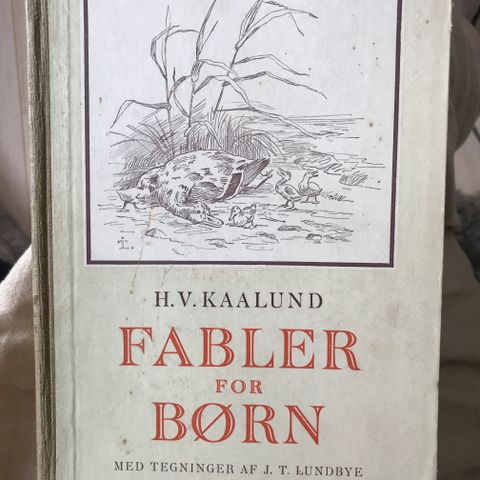 H. V. KAALUND
FABLER
FOR
BØRN
MED TEGNINGER AF J. T. LUNDBYE